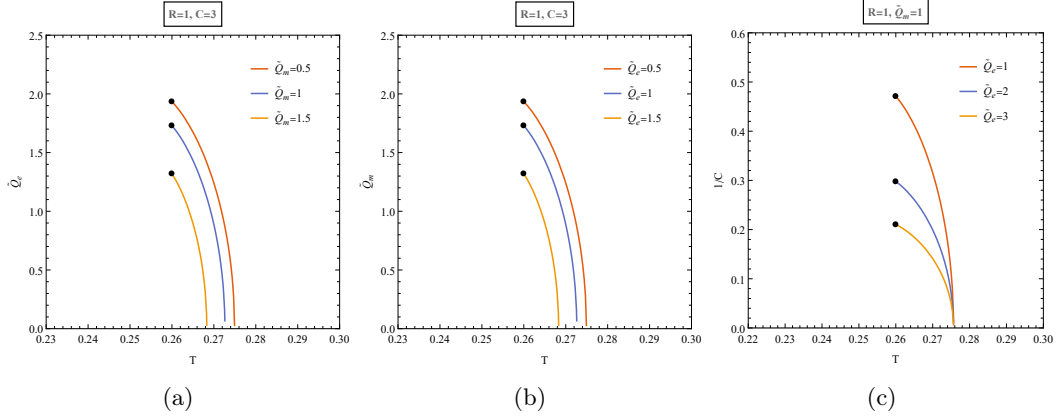 R=1, C=3
Q̃ₘ=0.5
Q̃ₘ=1
Q̃ₘ=1.5
Q̃ₑ
2.5
2.0
1.5
1.0
0.5
0.0
0.23 0.24 0.25 0.26 0.27 0.28 0.29 0.30
T
(a)
R=1, C=3
Q̃ₑ=0.5
Q̃ₑ=1
Q̃ₑ=1.5
Q̃ₘ
2.5
2.0
1.5
1.0
0.5
0.0
0.23 0.24 0.25 0.26 0.27 0.28 0.29 0.30
T
(b)
R=1, Q̃ₘ=1
Q̃ₑ=1
Q̃ₑ=2
Q̃ₑ=3
1/C
0.6
0.5
0.4
0.3
0.2
0.1
0.0
0.22 0.23 0.24 0.25 0.26 0.27 0.28 0.29 0.30
T
(c)